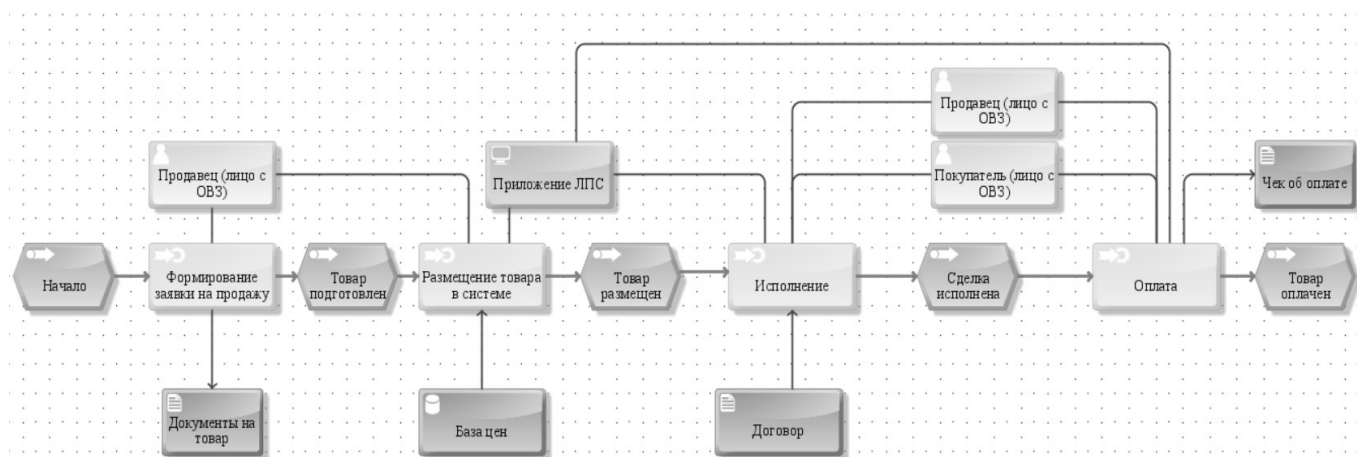 Продавец (лицо с
ОВЗ)
Продавец (лицо с
ОВЗ)
Приложение ЛПС
Покупатель (лицо с
ОВЗ)
Чек об оплате
Начало
Формирование
заявки на продажу
Товар
подготовлен
Размещение товара
в системе
Товар
размещен
Исполнение
Сделка
исполнена
Оплата
Товар
оплачен
Документы на
товар
База цен
Договор